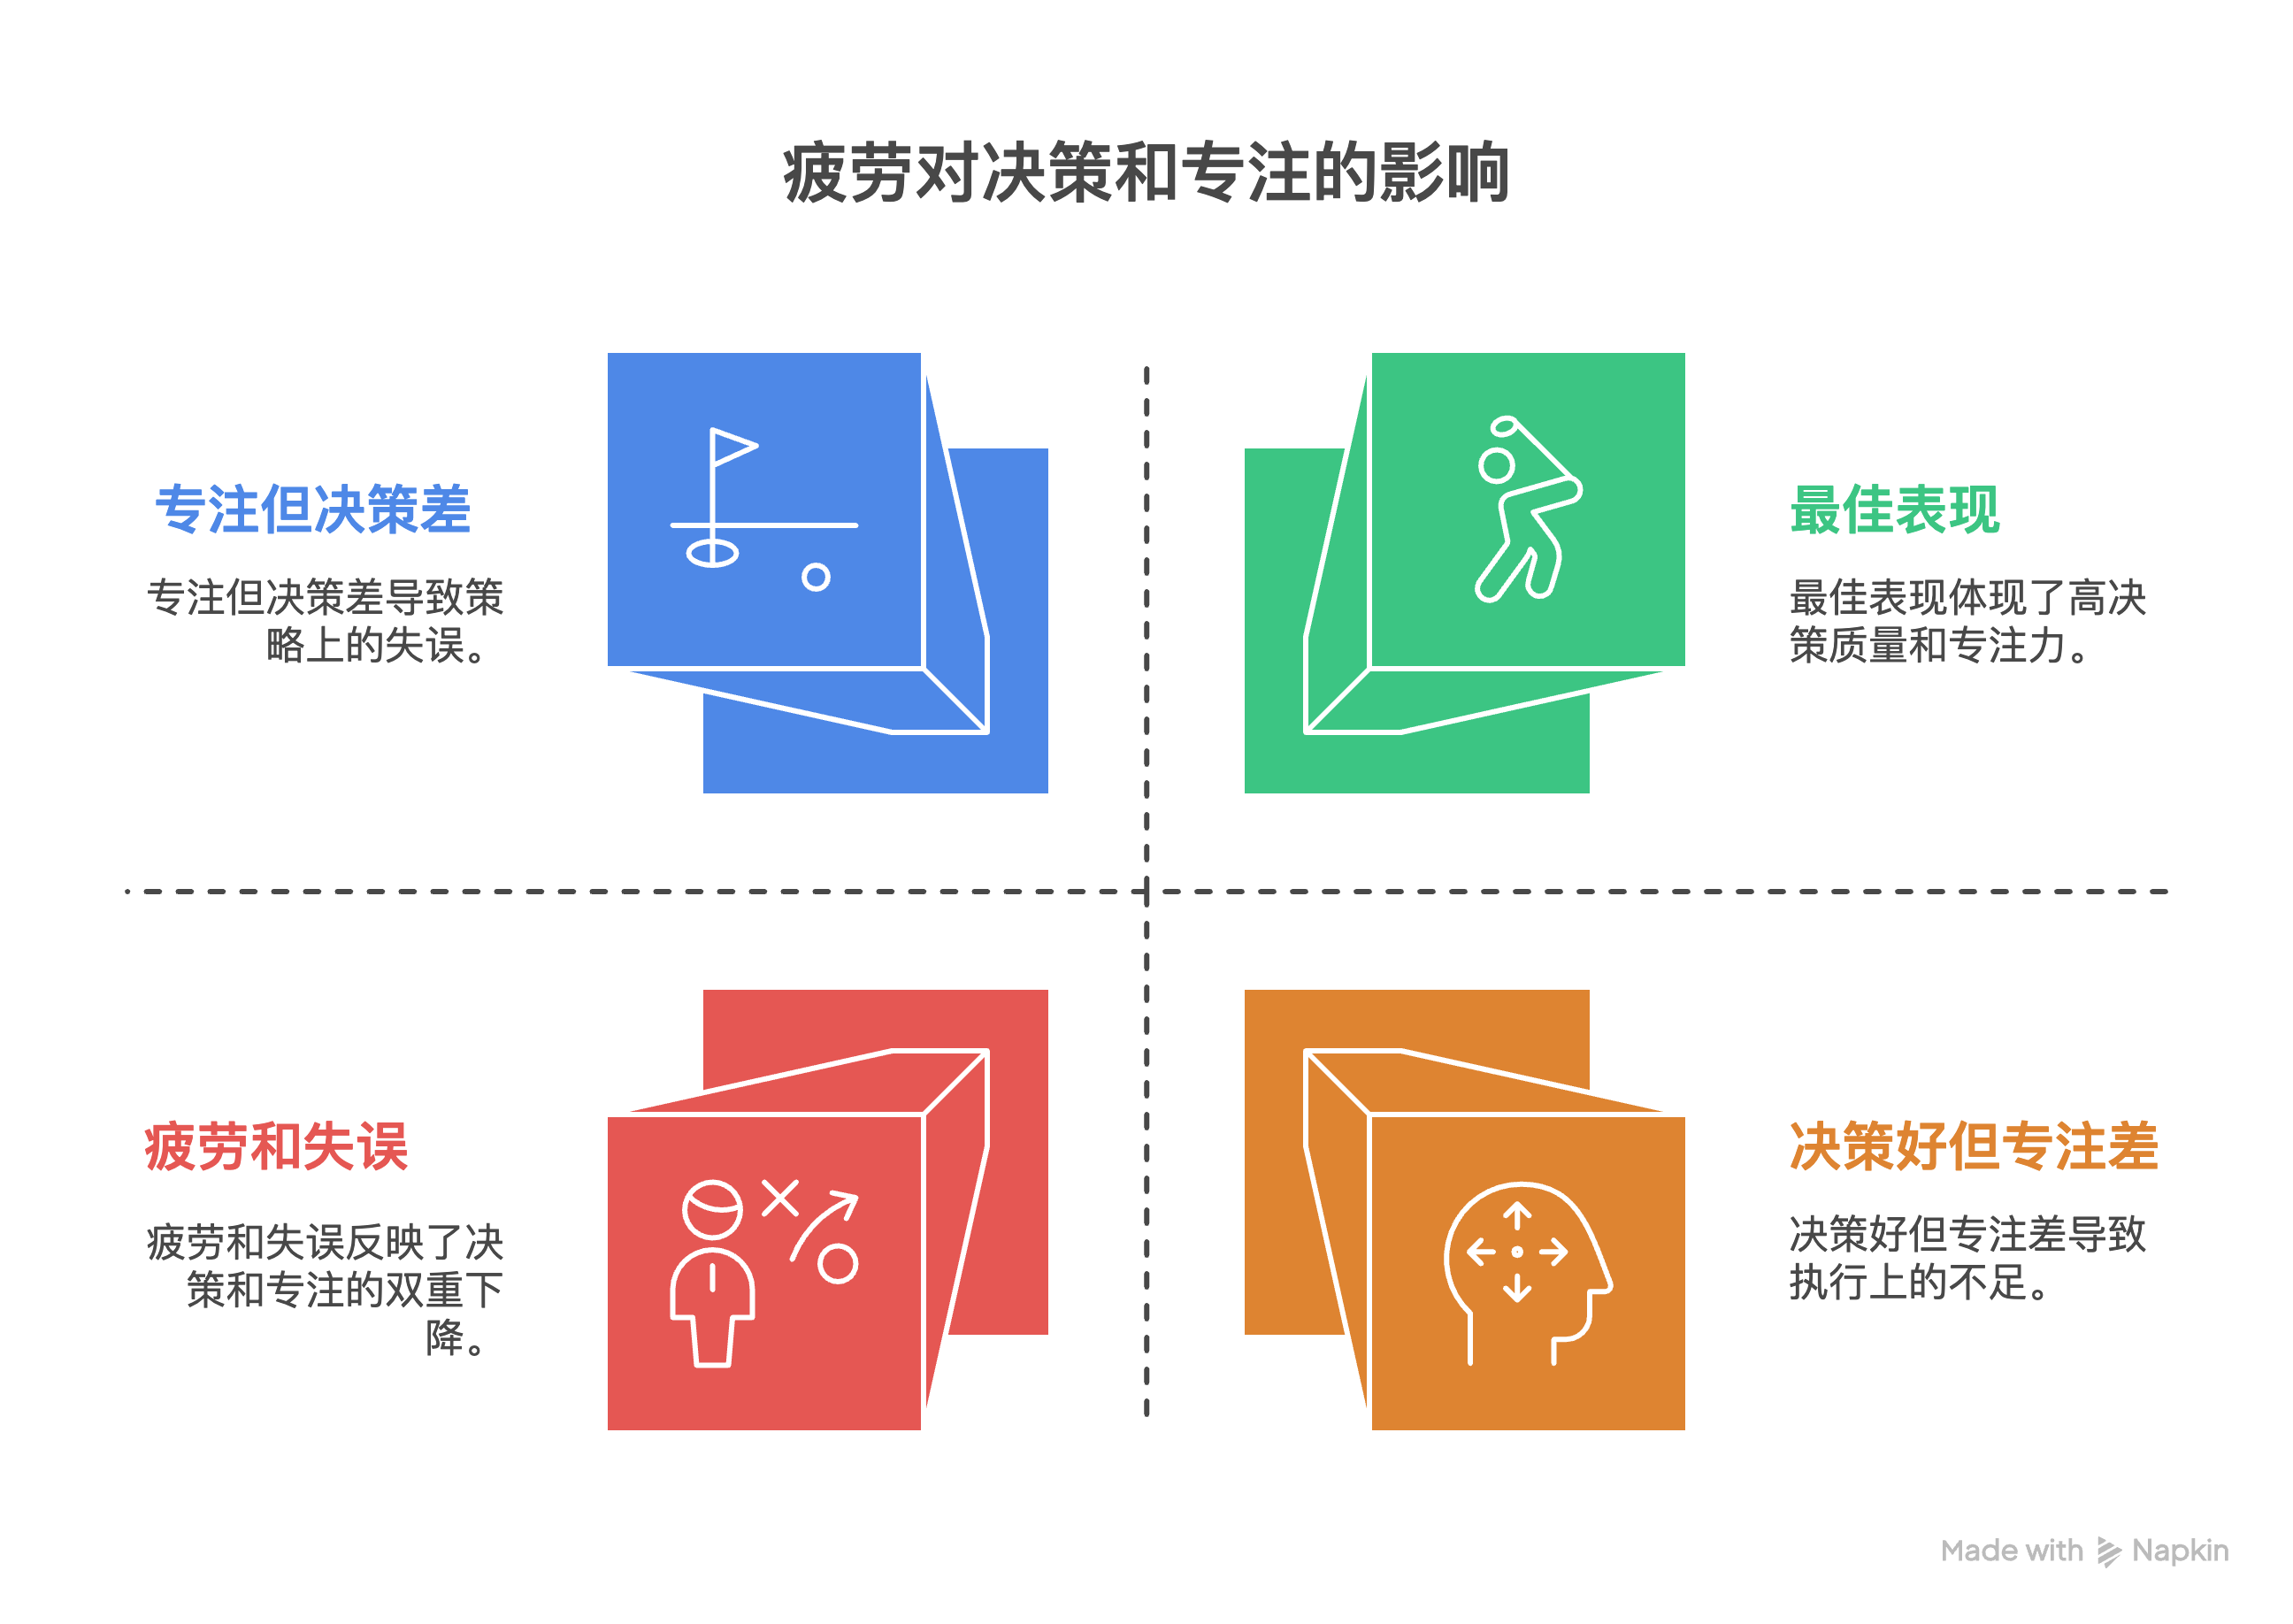 疲劳对决策和专注的影响
专注但决策差
专注但决策差导致策
略上的失误。
最佳表现
最佳表现体现了高决
策质量和专注力。
疲劳和失误
疲劳和失误反映了决
策和专注的双重下
降。
决策好但专注差
决策好但专注差导致
执行上的不足。
Made with Napkin